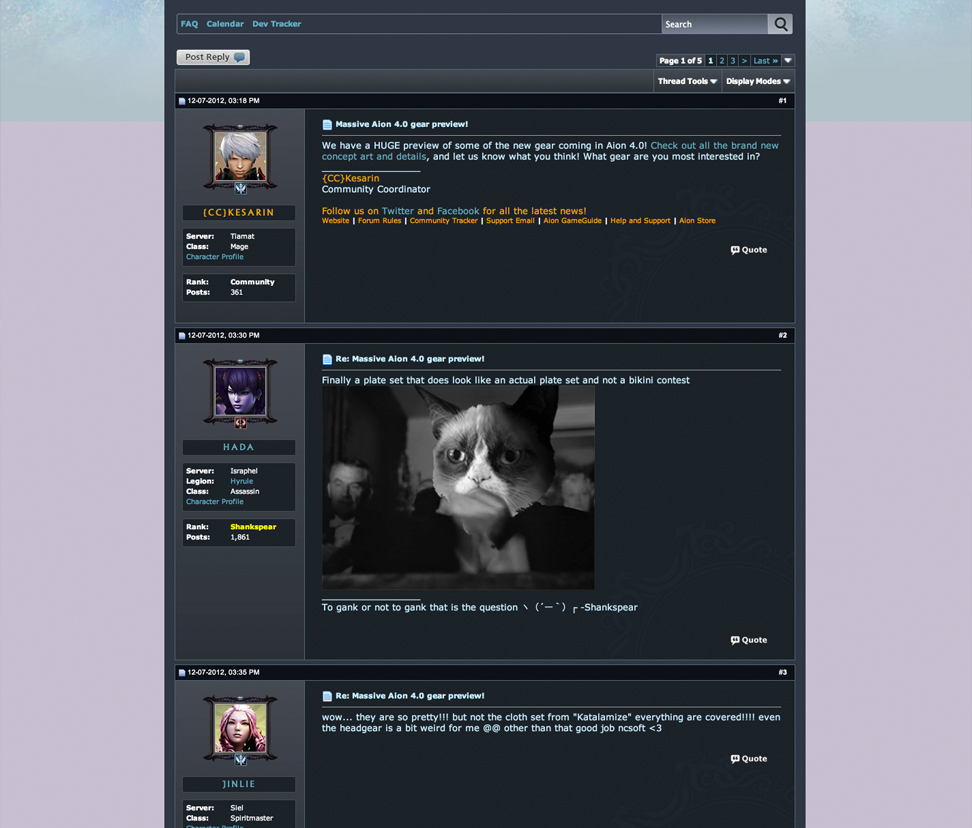 FAQ Calendar Dev Tracker Search
Post Reply
Page 1 of 5 1 2 3 > Last »
Thread Tools Display Modes
12-07-2012, 03:18 PM #1
Massive Aion 4.0 gear preview!
We have a HUGE preview of some of the new gear coming in Aion 4.0! Check out all the brand new
concept art and details, and let us know what you think! What gear are you most interested in?
{CC}Kesarin
Community Coordinator
Follow us on Twitter and Facebook for all the latest news!
Website | Forum Rules | Community Tracker | Support Email | Aion GameGuide | Help and Support | Aion Store
Quote
{CC}KESARIN
Server: Tiamat
Class: Mage
Character Profile
Rank: Community
Posts: 361
12-07-2012, 03:30 PM #2
Re: Massive Aion 4.0 gear preview!
Finally a plate set that does look like an actual plate set and not a bikini contest
To gank or not to gank that is the question ヽ (´ー｀) ┌ -Shankspear
Quote
HADA
Server: Israphel
Legion: Hyrule
Class: Assassin
Character Profile
Rank: Shankspear
Posts: 1,861
12-07-2012, 03:35 PM #3
Re: Massive Aion 4.0 gear preview!
wow... they are so pretty!!! but not the cloth set from "Katalamize" everything are covered!!!! even
the headgear is a bit weird for me @@ other than that good job ncsoft <3
Quote
JINLIE
Server: Siel
Class: Spiritmaster
Character Profile